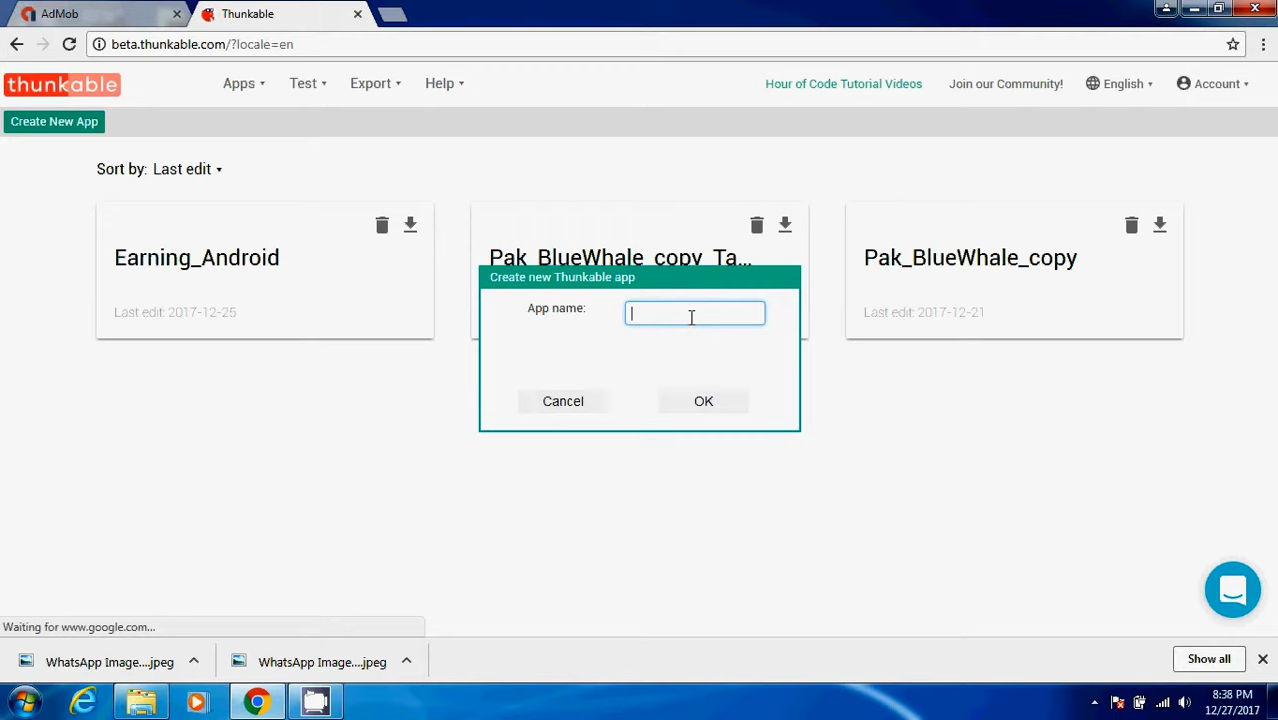 AdMob
Thunkable
beta.thunkable.com/?locale=en
thunkable
Apps
Test
Export
Help
Hour of Code Tutorial Videos
Join our Community!
English
Account
Create New App
Sort by: Last edit
Earning_Android
Last edit: 2017-12-25
Pak_BlueWhale_copy_Ta...
Pak_BlueWhale_copy
Last edit: 2017-12-21
Create new Thunkable app
App name:
Cancel
OK
Waiting for www.google.com...
WhatsApp Image....jpeg
WhatsApp Image....jpeg
Show all
8:38 PM
12/27/2017